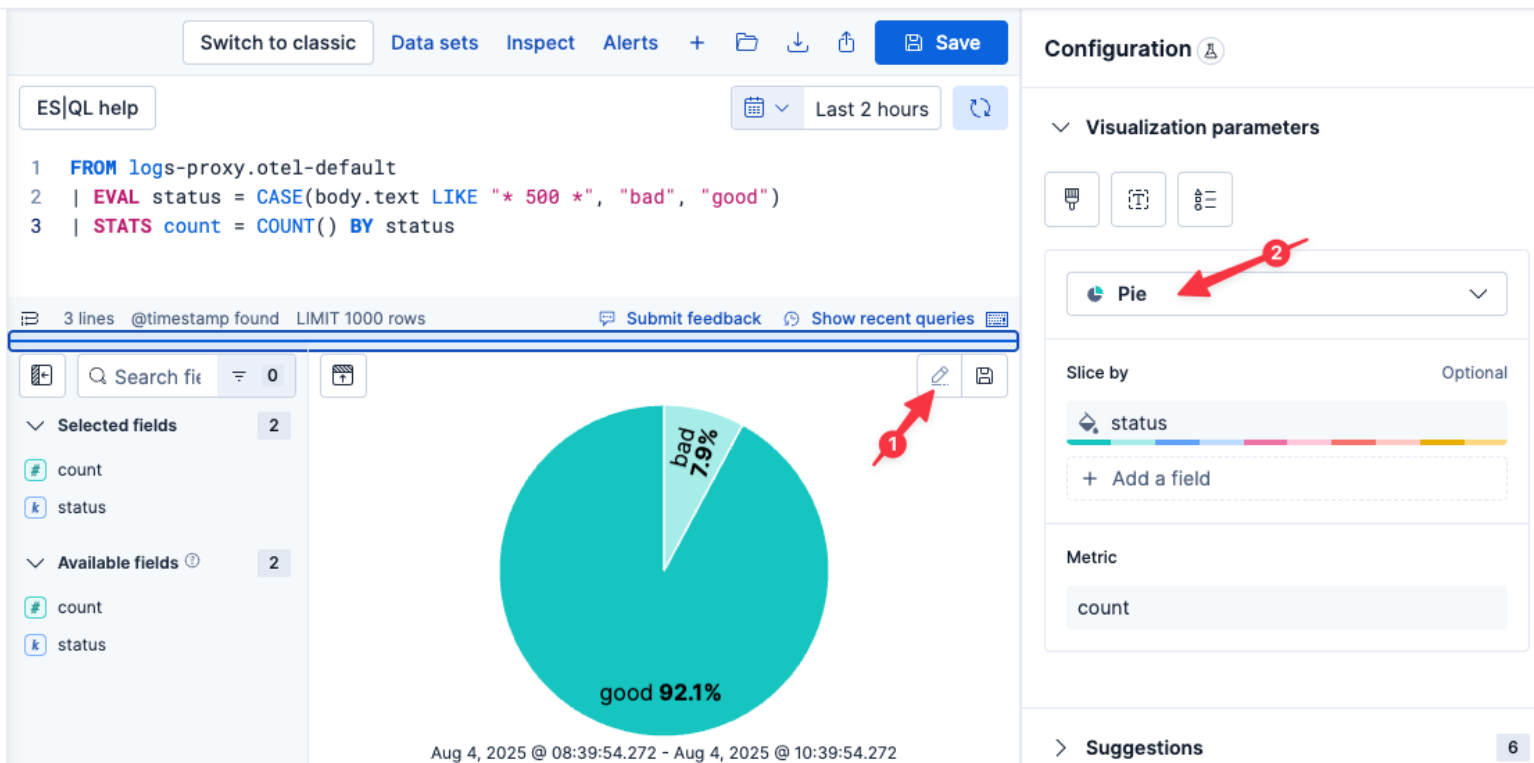 Switch to classic Data sets Inspect Alerts + Save
ES|QL help Last 2 hours
1 FROM logs-proxy.otel-default
2 | EVAL status = CASE(body.text LIKE "* 500 *", "bad", "good")
3 | STATS count = COUNT() BY status
3 lines @timestamp found LIMIT 1000 rows Submit feedback Show recent queries
Search fie 0
Selected fields 2
# count
k status
Available fields ? 2
# count
k status
1
bad
7.9%
good 92.1%
Aug 4, 2025 @ 08:39:54.272 - Aug 4, 2025 @ 10:39:54.272
Configuration
Visualization parameters
2
Pie
Slice by Optional
status
+ Add a field
Metric
count
Suggestions 6